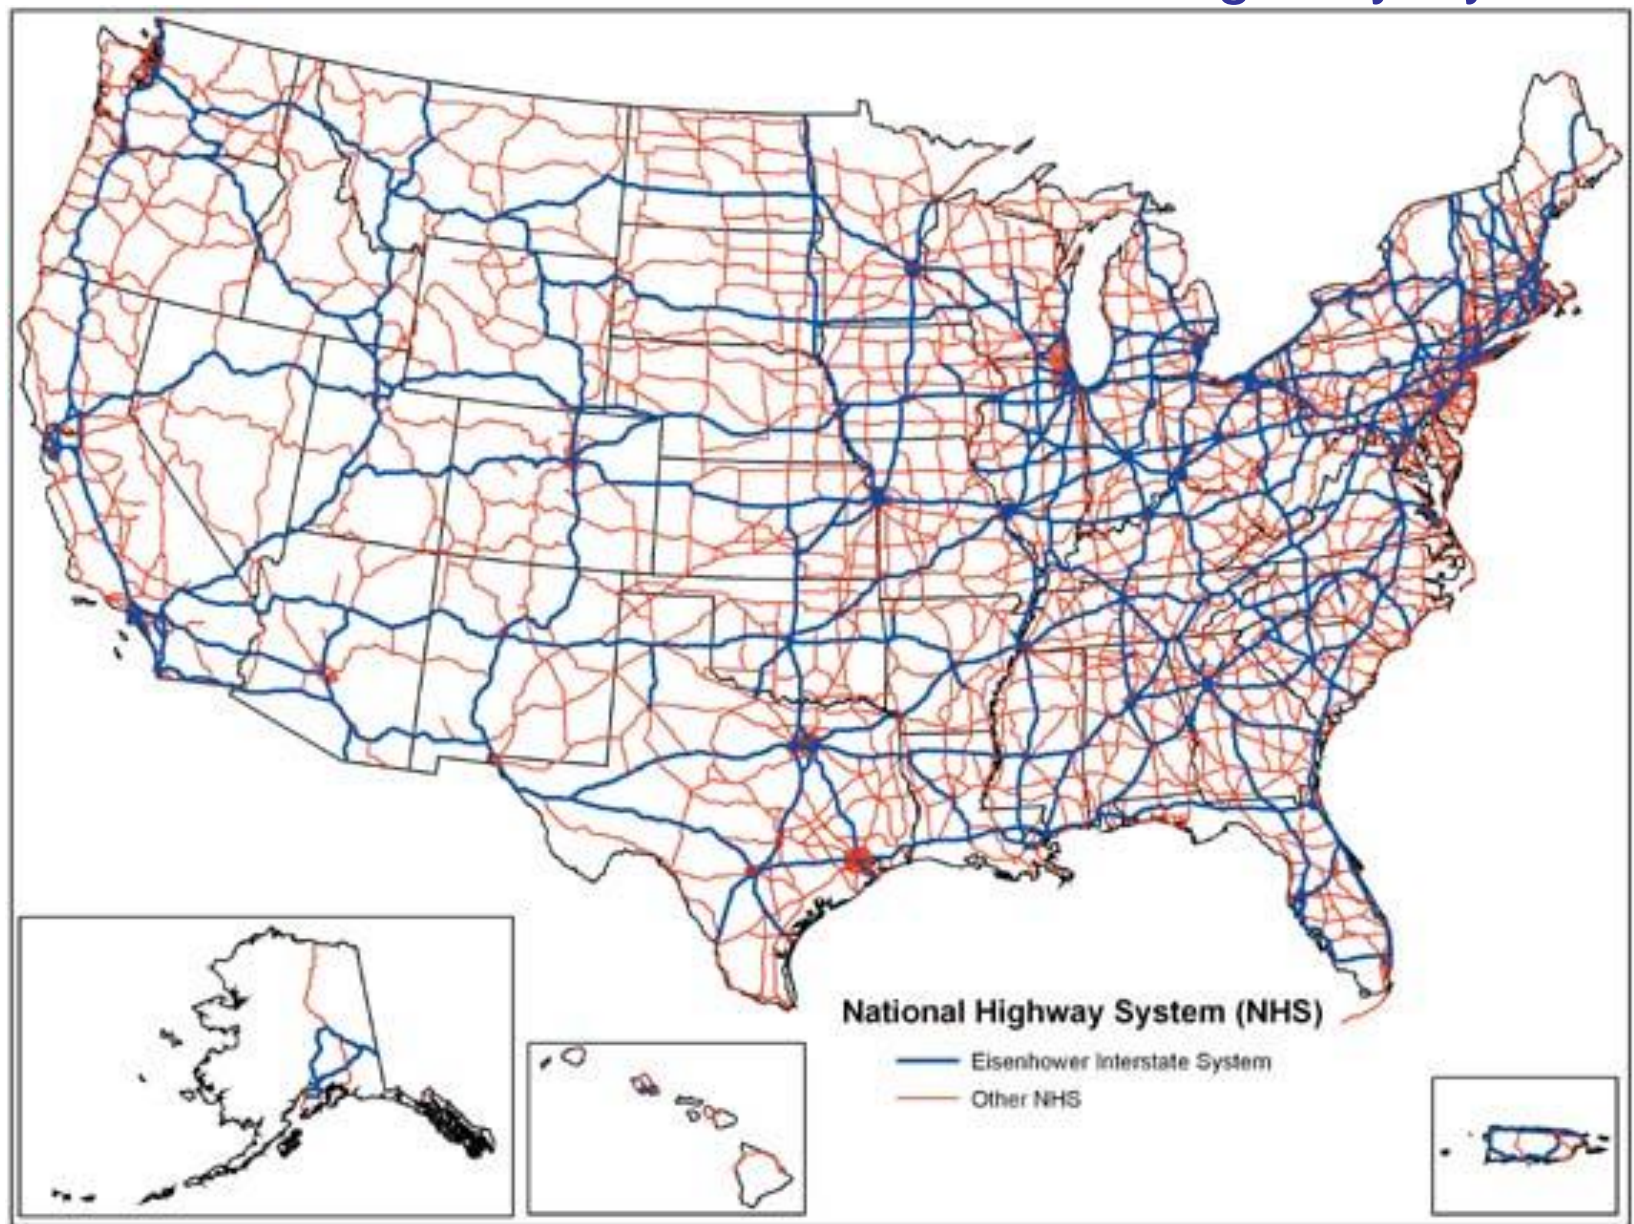 National Highway System (NHS)
Eisenhower Interstate System
Other NHS